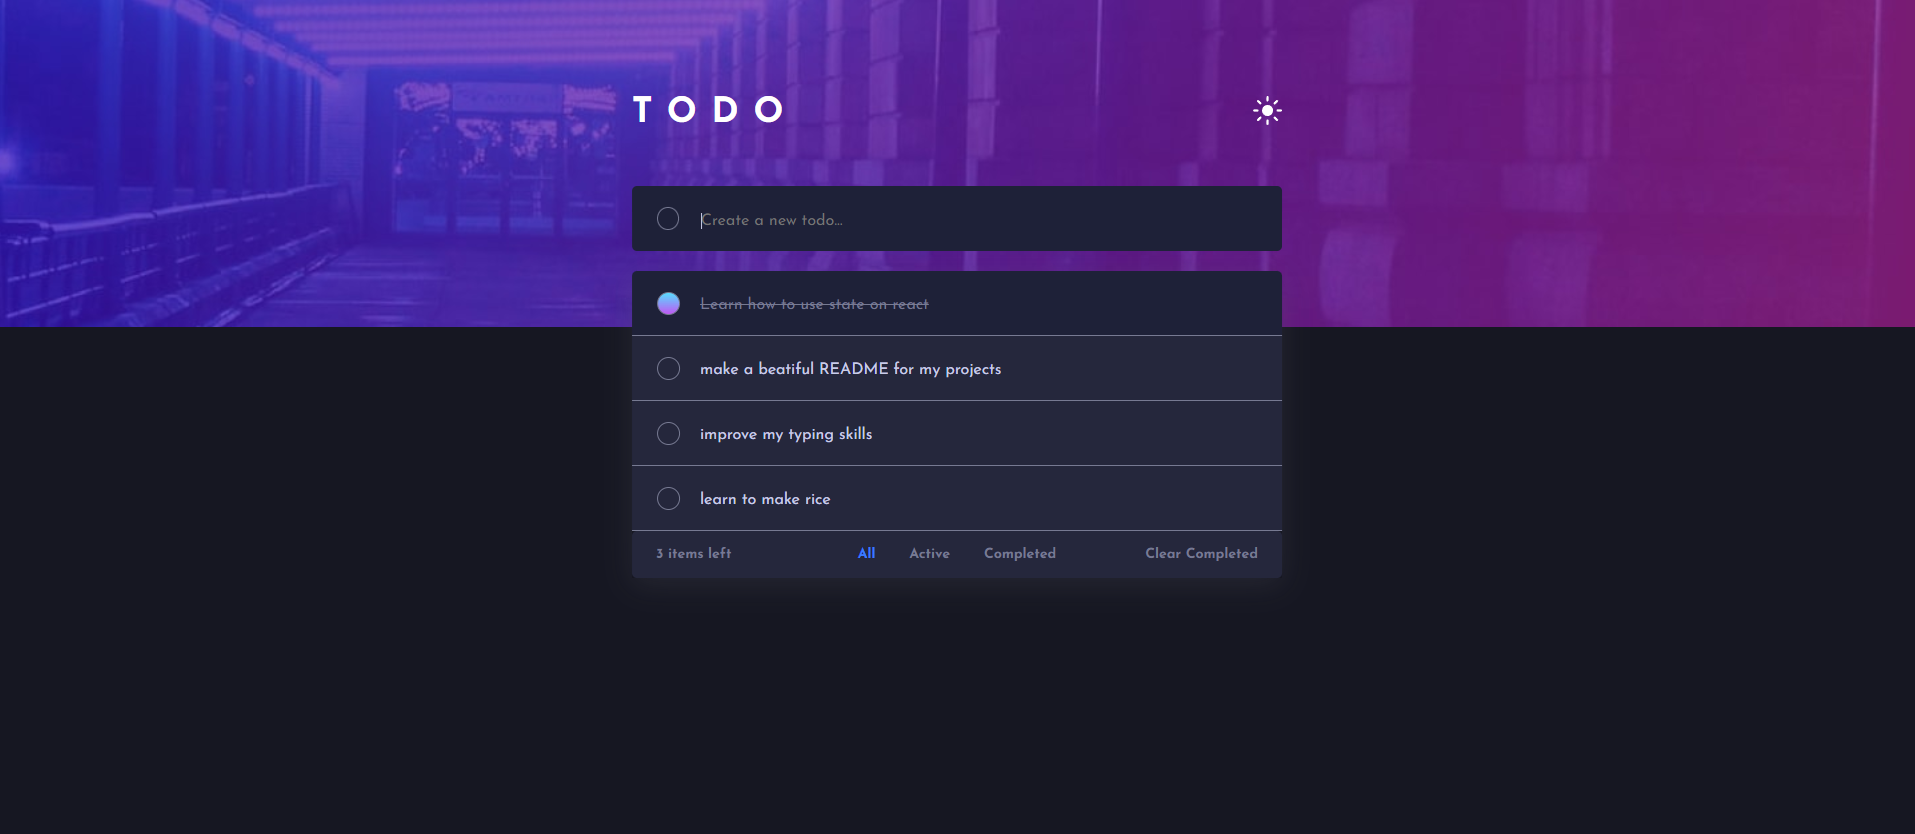 TODO
Create a new todo...
Learn how to use state on react
make a beatiful README for my projects
improve my typing skills
learn to make rice
3 items left All Active Completed Clear Completed